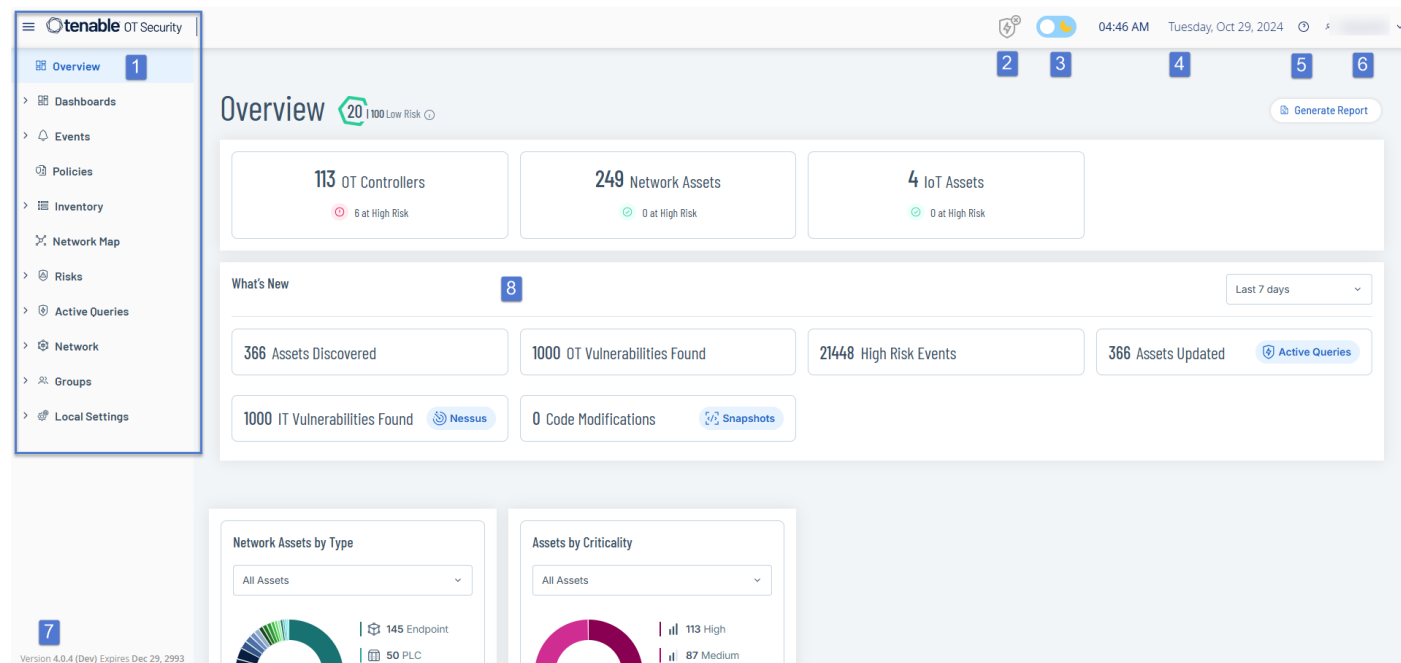 tenable OT Security
04:46 AM Tuesday, Oct 29, 2024
Overview 1
2 3 4 5 6
Dashboards
Events
Policies
Inventory
Network Map
Risks
Active Queries
Network
Groups
Local Settings
7
Version 4.0.4 (Dev) Expires Dec 29, 2993
Overview 20 | 100 Low Risk
Generate Report
113 OT Controllers
6 at High Risk
249 Network Assets
0 at High Risk
4 IoT Assets
0 at High Risk
What's New
8
Last 7 days
366 Assets Discovered
1000 OT Vulnerabilities Found
21448 High Risk Events
366 Assets Updated Active Queries
1000 IT Vulnerabilities Found Nessus
0 Code Modifications Snapshots
Network Assets by Type
All Assets
145 Endpoint
50 PLC
Assets by Criticality
All Assets
113 High
87 Medium